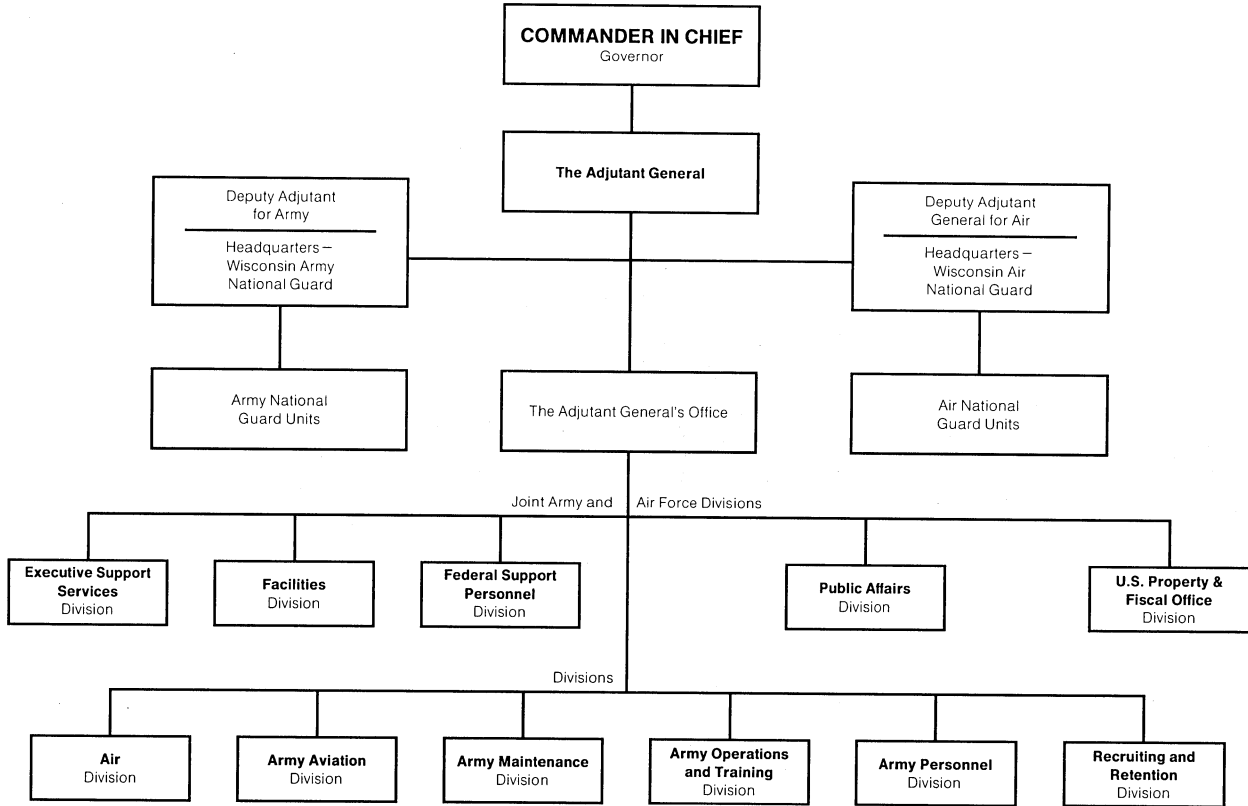 COMMANDER IN CHIEF
Governor
The Adjutant General
Deputy Adjutant
for Army
Headquarters –
Wisconsin Army
National Guard
Deputy Adjutant
General for Air
Headquarters –
Wisconsin Air
National Guard
Army National
Guard Units
The Adjutant General's Office
Air National
Guard Units
Joint Army and Air Force Divisions
Executive Support
Services
Division
Facilities
Division
Federal Support
Personnel
Division
Public Affairs
Division
U.S. Property &
Fiscal Office
Division
Divisions
Air
Division
Army Aviation
Division
Army Maintenance
Division
Army Operations
and Training
Division
Army Personnel
Division
Recruiting and
Retention
Division